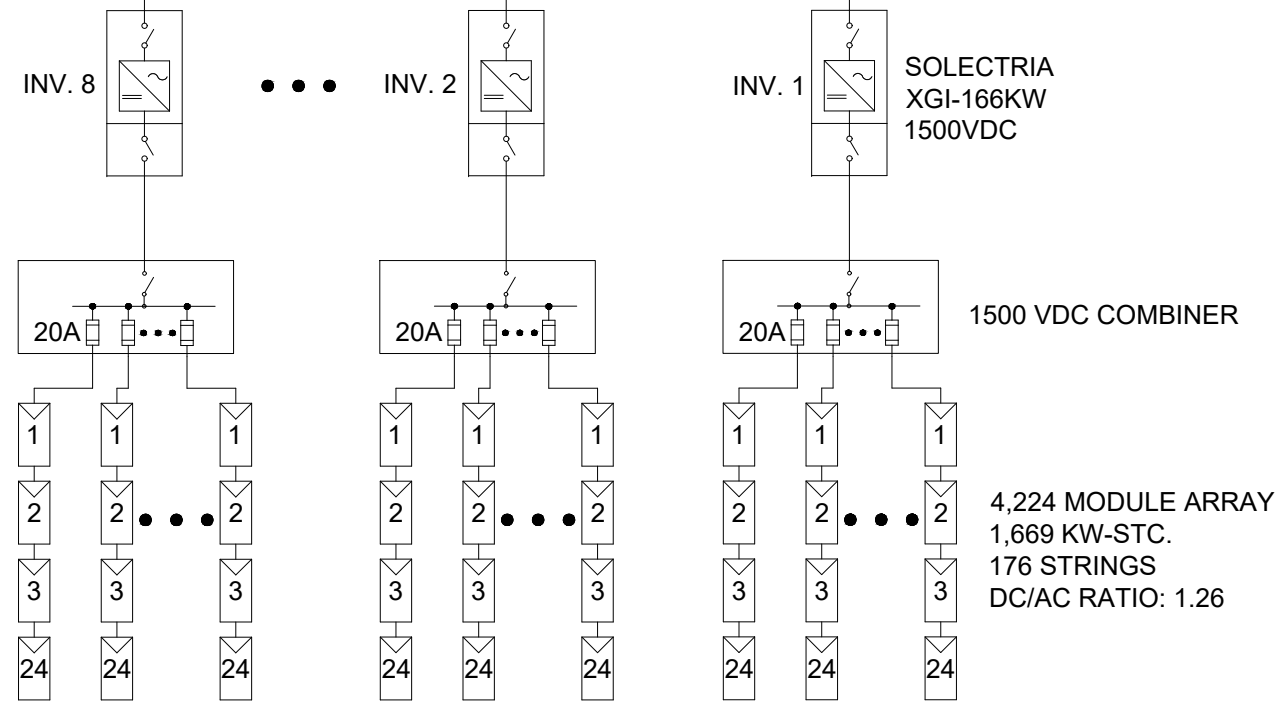 INV. 8
INV. 2
INV. 1
SOLECTRIA
XGI-166KW
1500VDC
20A
20A
20A
1500 VDC COMBINER
1 1 1 1 1 1 1 1 1
2 2 2 2 2 2 2 2 2
4,224 MODULE ARRAY
1,669 KW-STC.
176 STRINGS
DC/AC RATIO: 1.26
3 3 3 3 3 3 3 3 3
24 24 24 24 24 24 24 24 24